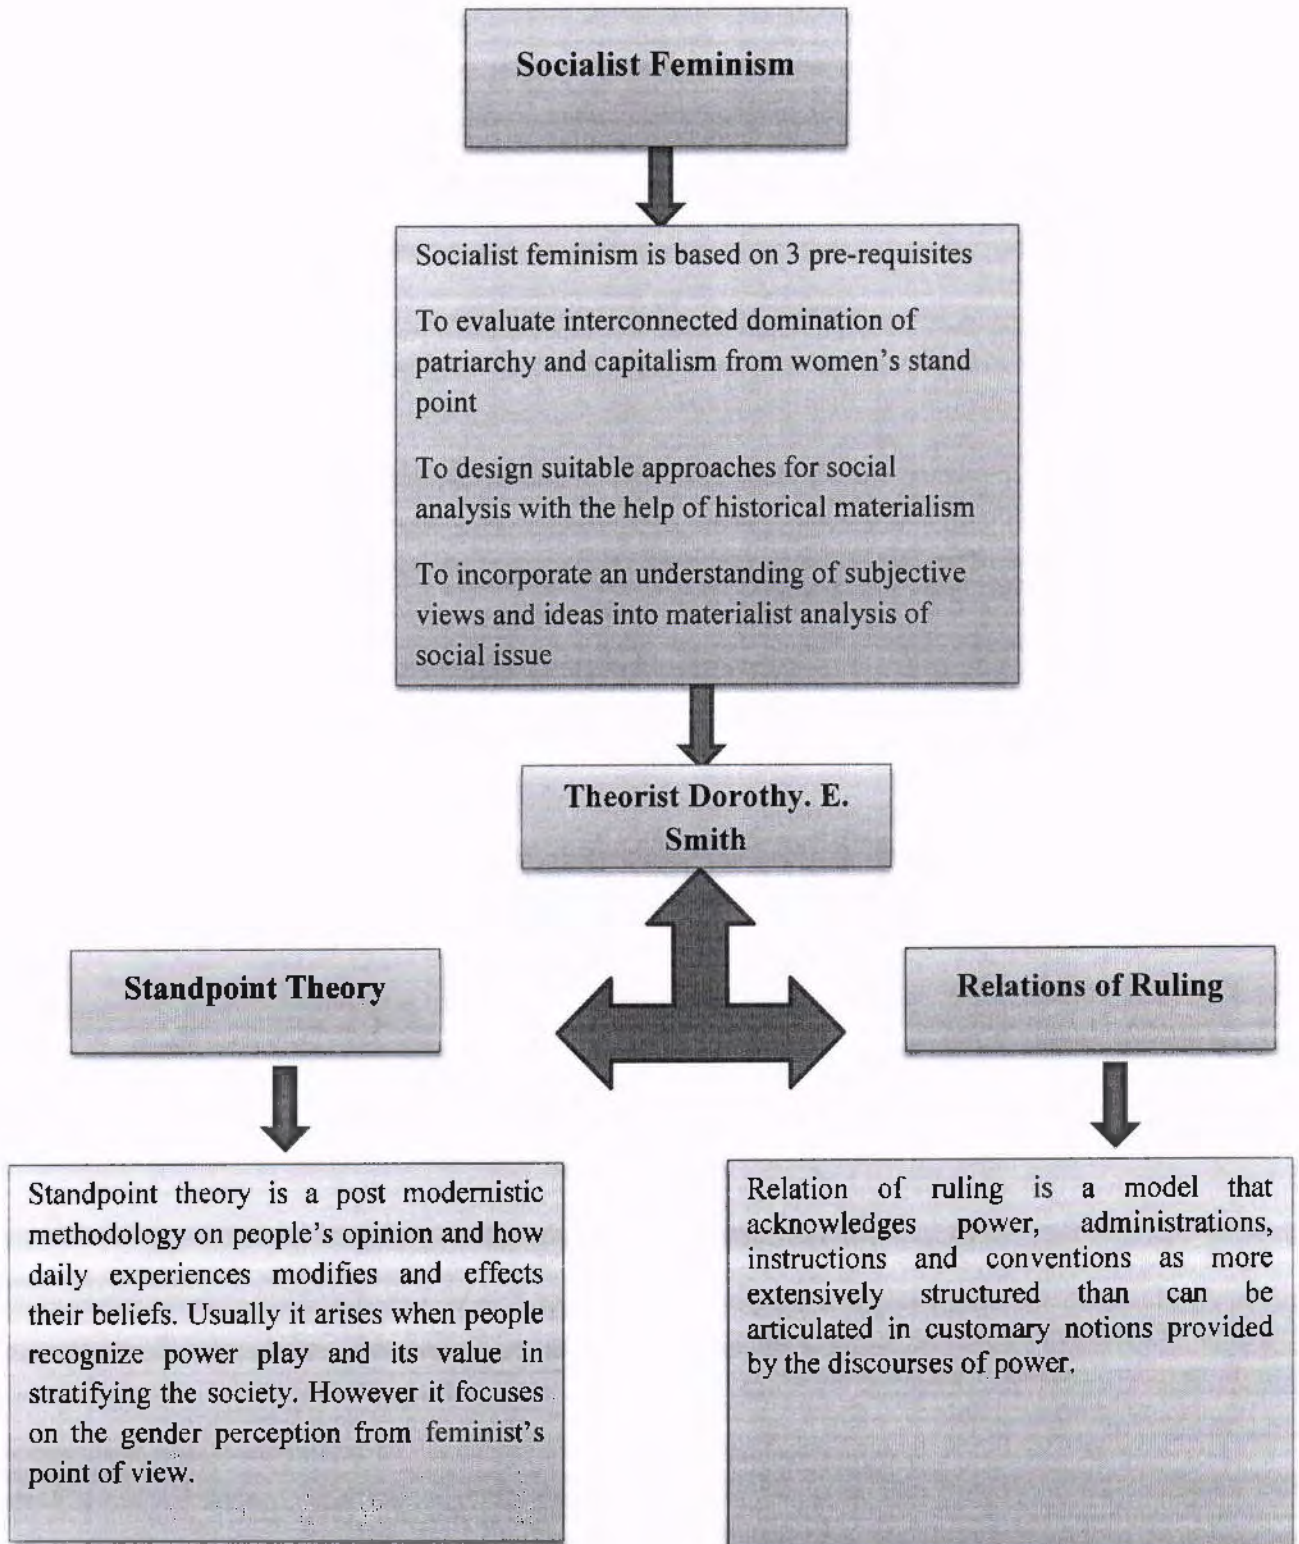 Socialist Feminism
Socialist feminism is based on 3 pre-requisites
To evaluate interconnected domination of
patriarchy and capitalism from women's stand
point
To design suitable approaches for social
analysis with the help of historical materialism
To incorporate an understanding of subjective
views and ideas into materialist analysis of
social issue
Theorist Dorothy. E.
Smith
Standpoint Theory
Relations of Ruling
Standpoint theory is a post modernistic
methodology on people's opinion and how
daily experiences modifies and effects
their beliefs. Usually it arises when people
recognize power play and its value in
stratifying the society. However it focuses
on the gender perception from feminist's
point of view.
Relation of ruling is a model that
acknowledges power, administrations,
instructions and conventions as more
extensively structured than can be
articulated in customary notions provided
by the discourses of power.